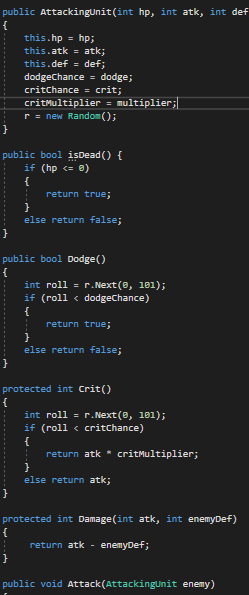 public AttackingUnit(int hp, int atk, int def
{
this.hp = hp;
this.atk = atk;
this.def = def;
dodgeChance = dodge;
critChance = crit;
critMultiplier = multiplier;
r = new Random();
}
public bool isDead() {
if (hp <= 0)
{
return true;
}
else return false;
}
public bool Dodge()
{
int roll = r.Next(0, 101);
if (roll < dodgeChance)
{
return true;
}
else return false;
}
protected int Crit()
{
int roll = r.Next(0, 101);
if (roll < critChance)
{
return atk * critMultiplier;
}
else return atk;
}
protected int Damage(int atk, int enemyDef)
{
return atk - enemyDef;
}
public void Attack(AttackingUnit enemy)
{